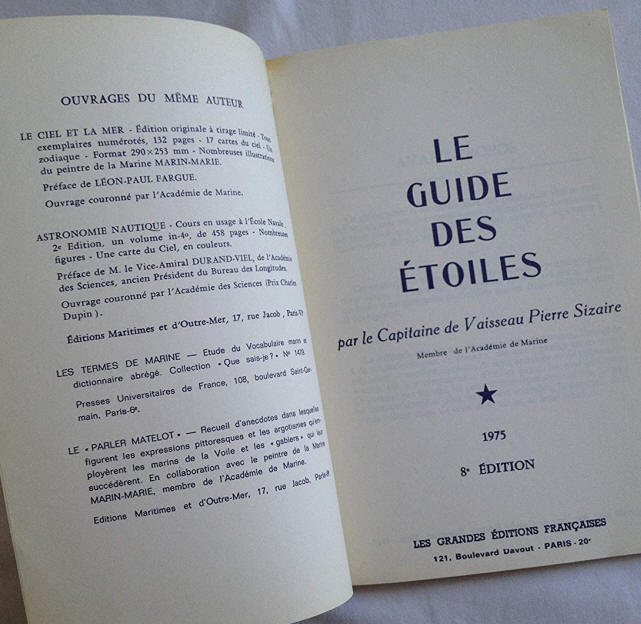 OUVRAGES DU MÊME AUTEUR
LE CIEL ET LA MER - Édition originale à tirage limité - Tous
exemplaires numérotés, 132 pages - 17 cartes du ciel - Un
zodiaque - Format 290 x 253 mm - Nombreuses illustrations
du peintre de la Marine MARIN-MARIE.
Préface de LÉON-PAUL FARGUE.
Ouvrage couronné par l'Académie de Marine.
ASTRONOMIE NAUTIQUE - Cours en usage à l'École Navale.
2e Edition, un volume in-4o, de 458 pages - Nombreuses
figures - Une carte du Ciel, en couleurs.
Préface de M. le Vice-Amiral DURAND-VIEL, de l'Académie
des Sciences, ancien Président du Bureau des Longitudes.
Ouvrage couronné par l'Académie des Sciences (Prix Charles
Dupin).
Éditions Maritimes et d'Outre-Mer, 17, rue Jacob, Paris-VIe
LES TERMES DE MARINE — Etude du Vocabulaire marin et
dictionnaire abrégé. Collection « Que sais-je? » No 1479
Presses Universitaires de France, 108, boulevard Saint-Ger-
main, Paris-6e.
LE « PARLER MATELOT » — Recueil d'anecdotes dans lesquelles
figurent les expressions pittoresques et les argotismes qu'em-
ployèrent les marins de la Voile et les « gabiers » qui leur
succédèrent. En collaboration avec le peintre de la Marine
MARIN-MARIE, membre de l'Académie de Marine.
Editions Maritimes et d'Outre-Mer, 17, rue Jacob, Paris-6e
LE
GUIDE
DES
ÉTOILES
par le Capitaine de Vaisseau Pierre Sizaire
Membre de l'Académie de Marine
1975
8e ÉDITION
LES GRANDES ÉDITIONS FRANÇAISES
121, Boulevard Davout - PARIS - 20e